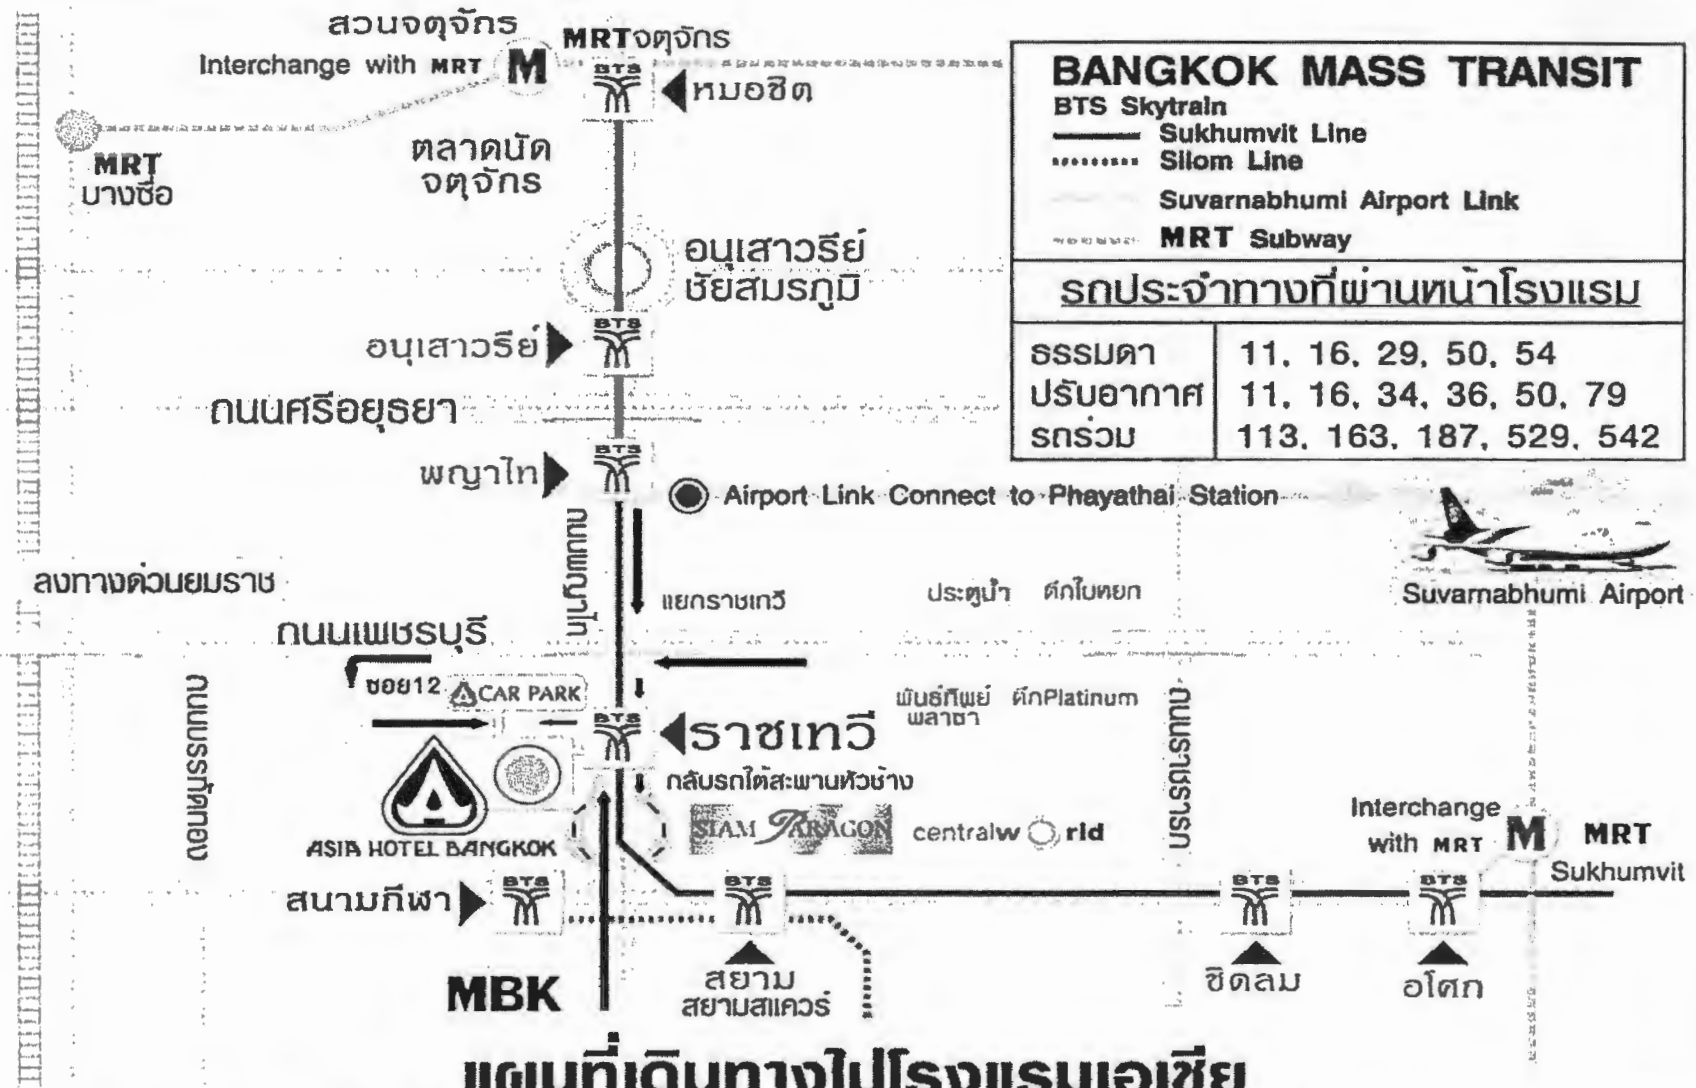 สวนจตุจักร
MRTจตุจักร
Interchange with MRT M
BTS
หมอชิต
MRT
บางซื่อ
ตลาดนัด
จตุจักร
BANGKOK MASS TRANSIT
BTS Skytrain
Sukhumvit Line
Silom Line
Suvarnabhumi Airport Link
MRT Subway
รถประจำทางที่ผ่านหน้าโรงแรม
ธรรมดา 11, 16, 29, 50, 54
ปรับอากาศ 11, 16, 34, 36, 50, 79
รถร่วม 113, 163, 187, 529, 542
อนุเสาวรีย์
ชัยสมรภูมิ
อนุเสาวรีย์
BTS
ถนนศรีอยุธยา
พญาไท
BTS
Airport Link Connect to Phayathai Station
Suvarnabhumi Airport
ถนนพญาไท
ลงทางด่วนยมราช
แยกราชเทวี
ประตูน้ำ ตึกใบหยก
ถนนเพชรบุรี
ซอย12
CAR PARK
ถนนบรรทัดทอง
BTS
ราชเทวี
พันธ์ทิพย์
พลาซา
ตึกPlatinum
ถนนราชปรารภ
กลับรถใต้สะพานหัวช้าง
ASIA HOTEL BANGKOK
SIAM PARAGON
centralw rld
Interchange
with MRT M
MRT
Sukhumvit
สนามกีฬา
BTS
BTS
BTS
BTS
MBK
สยาม
สยามสแควร์
ชิดลม
อโศก
แผนที่เดินทางไปโรงแรมเอเชีย